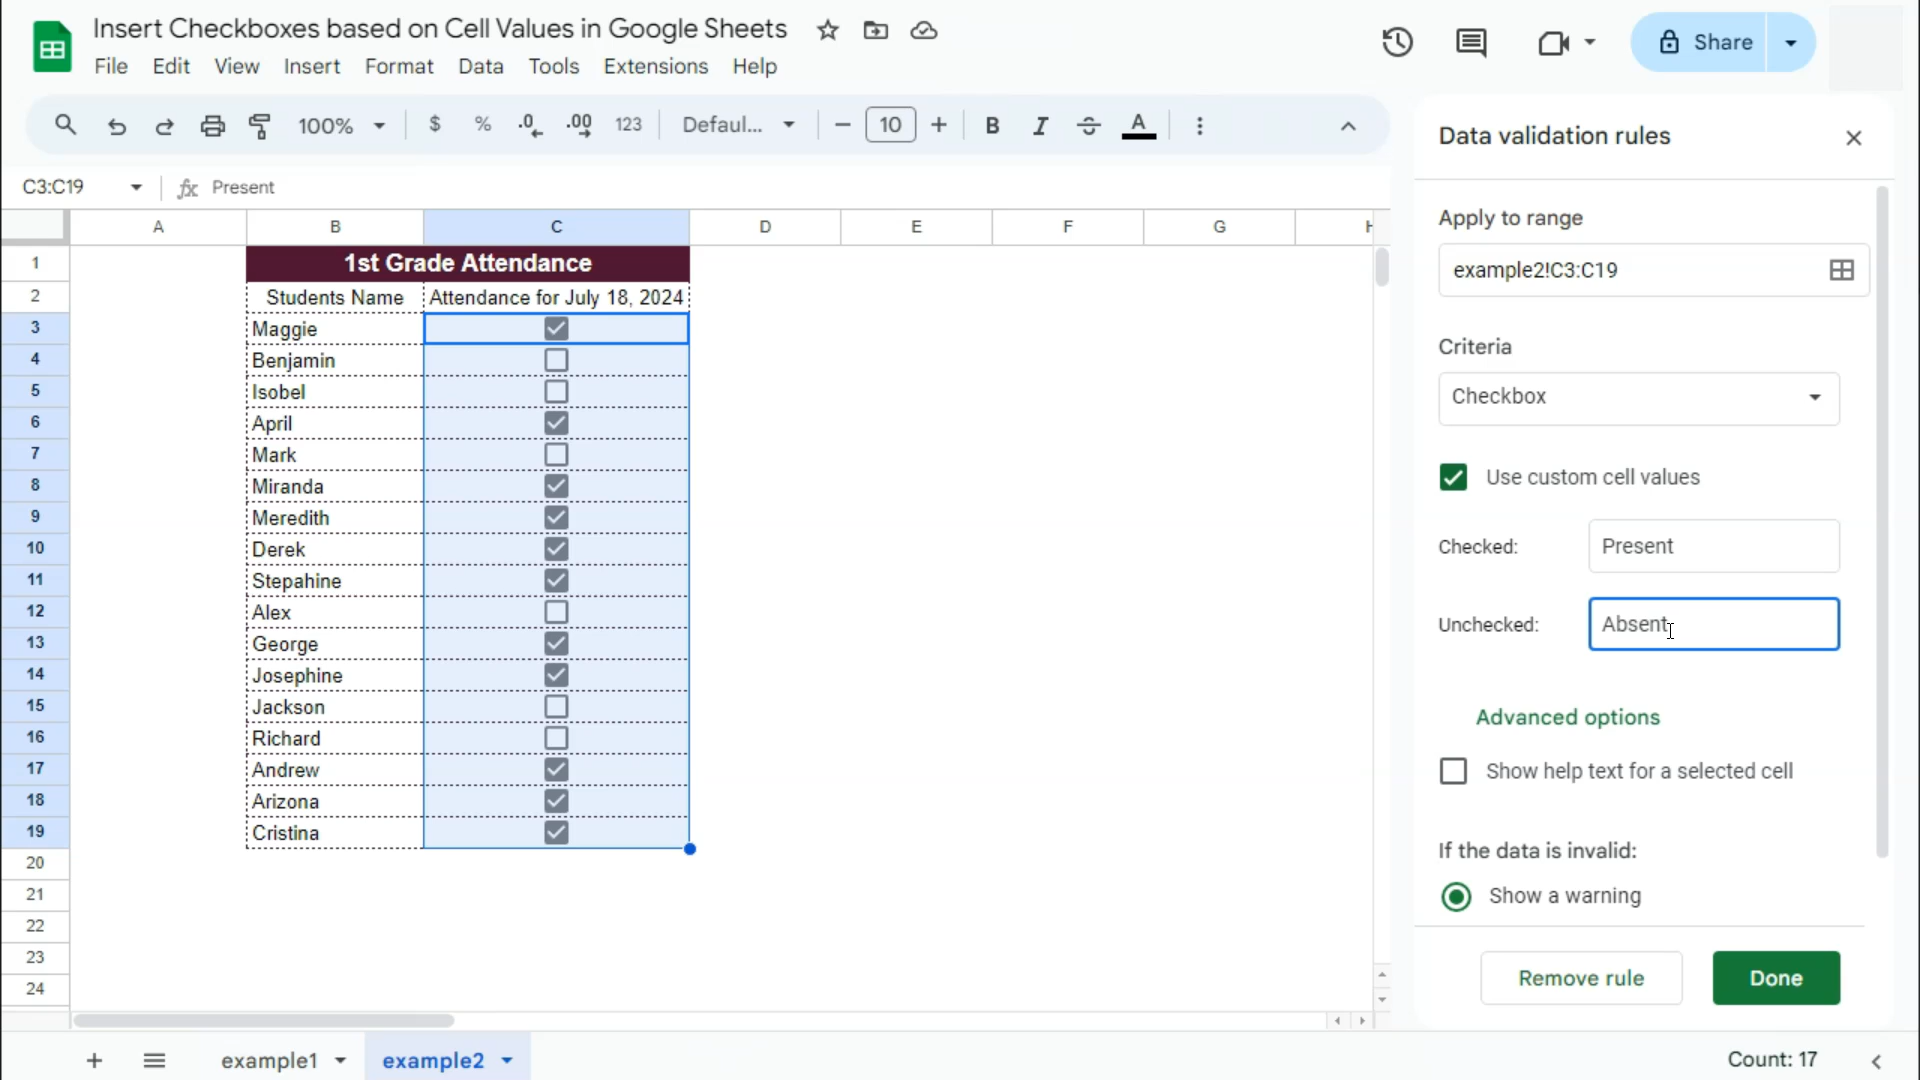 Insert Checkboxes based on Cell Values in Google Sheets
File Edit View Insert Format Data Tools Extensions Help
Share
100% $ % .0 .00 123 Defaul... − 10 + B I S A
C3:C19 fx Present
A B C D E F G H
1 1st Grade Attendance
2 Students Name Attendance for July 18, 2024
3 Maggie
4 Benjamin
5 Isobel
6 April
7 Mark
8 Miranda
9 Meredith
10 Derek
11 Stepahine
12 Alex
13 George
14 Josephine
15 Jackson
16 Richard
17 Andrew
18 Arizona
19 Cristina
20
21
22
23
24
example1 example2
Count: 17
Data validation rules
Apply to range
example2!C3:C19
Criteria
Checkbox
Use custom cell values
Checked: Present
Unchecked: Absent
Advanced options
Show help text for a selected cell
If the data is invalid:
Show a warning
Remove rule Done